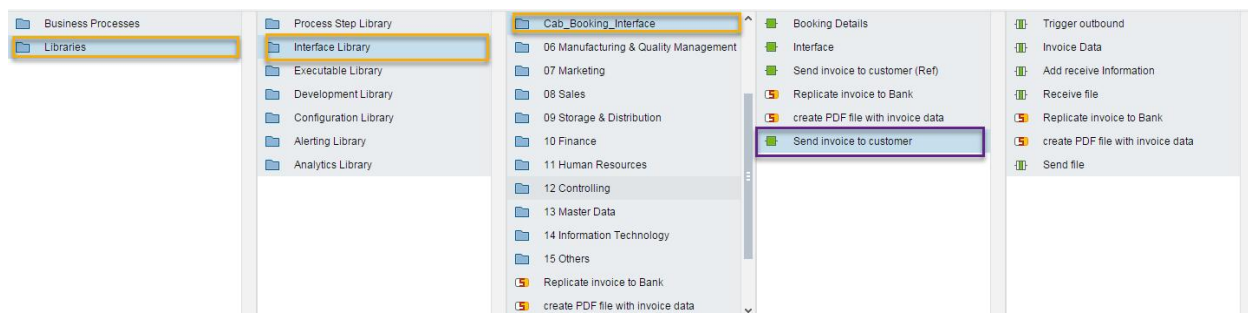 Business Processes
Libraries
Process Step Library
Interface Library
Executable Library
Development Library
Configuration Library
Alerting Library
Analytics Library
Cab_Booking_Interface
06 Manufacturing & Quality Management
07 Marketing
08 Sales
09 Storage & Distribution
10 Finance
11 Human Resources
12 Controlling
13 Master Data
14 Information Technology
15 Others
Replicate invoice to Bank
create PDF file with invoice data
Booking Details
Interface
Send invoice to customer (Ref)
Replicate invoice to Bank
create PDF file with invoice data
Send invoice to customer
Trigger outbound
Invoice Data
Add receive Information
Receive file
Replicate invoice to Bank
create PDF file with invoice data
Send file